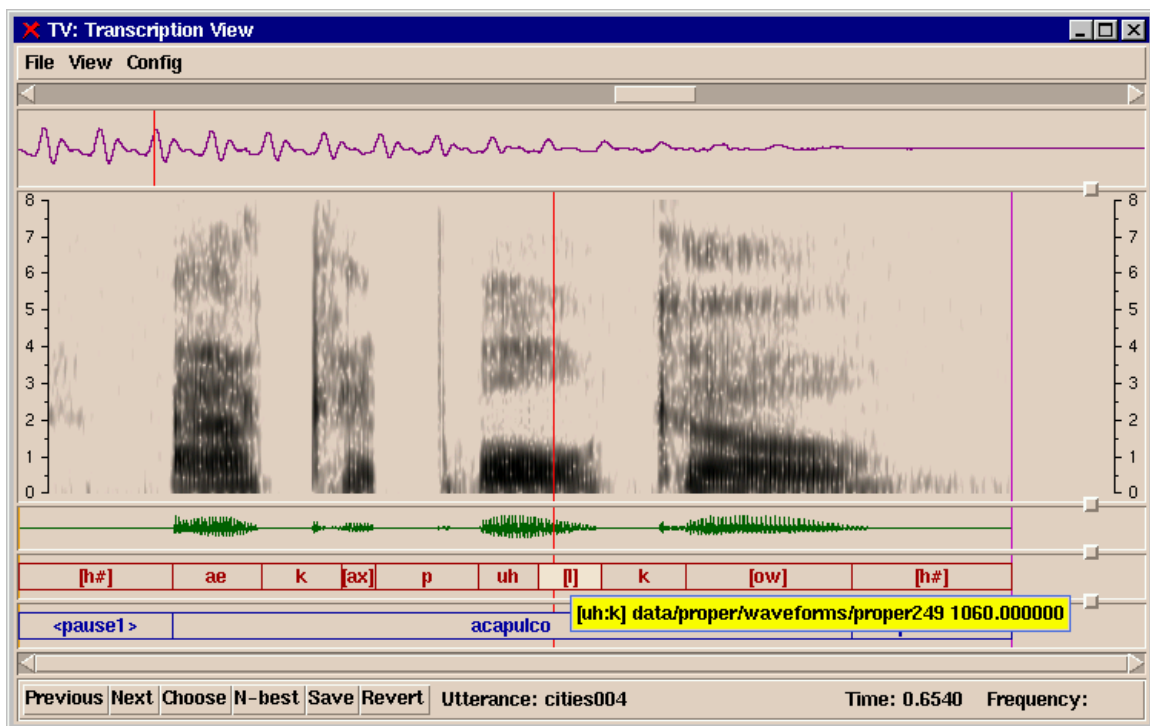 TV: Transcription View
File View Config
8 8
7 7
6 6
5 5
4 4
3 3
2 2
1 1
0 0
[h#] ae k [ax] p uh [l] k [ow] [h#]
<pause1> acapulco
[uh:k] data/proper/waveforms/proper249 1060.000000
Previous Next Choose N-best Save Revert Utterance: cities004 Time: 0.6540 Frequency: